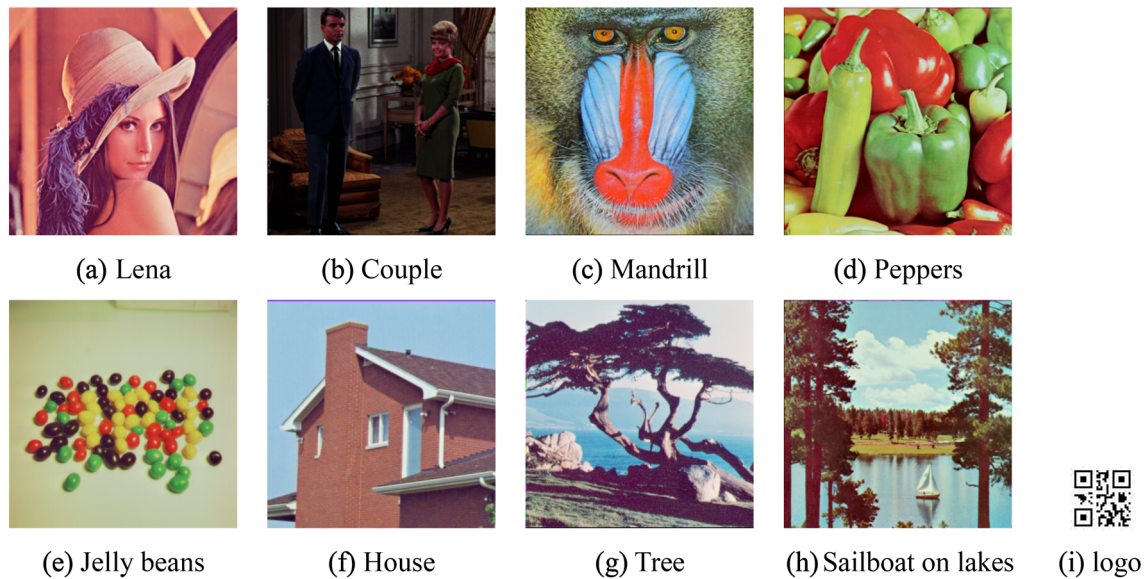 (a) Lena
(b) Couple
(c) Mandrill
(d) Peppers
(e) Jelly beans
(f) House
(g) Tree
(h) Sailboat on lakes
(i) logo